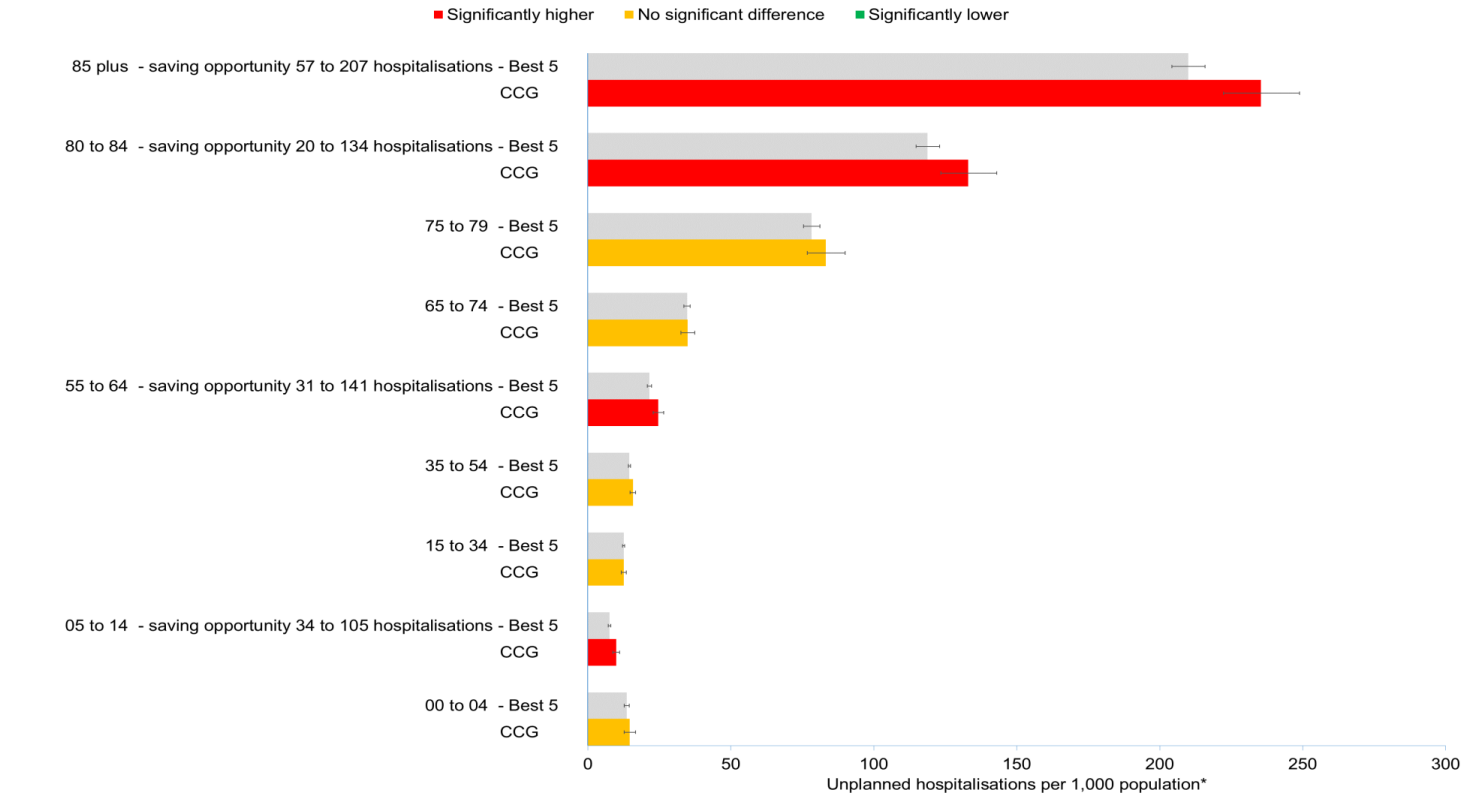 Significantly higher No significant difference Significantly lower
85 plus - saving opportunity 57 to 207 hospitalisations - Best 5
CCG
80 to 84 - saving opportunity 20 to 134 hospitalisations - Best 5
CCG
75 to 79 - Best 5
CCG
65 to 74 - Best 5
CCG
55 to 64 - saving opportunity 31 to 141 hospitalisations - Best 5
CCG
35 to 54 - Best 5
CCG
15 to 34 - Best 5
CCG
05 to 14 - saving opportunity 34 to 105 hospitalisations - Best 5
CCG
00 to 04 - Best 5
CCG
0 50 100 150 200 250 300
Unplanned hospitalisations per 1,000 population*